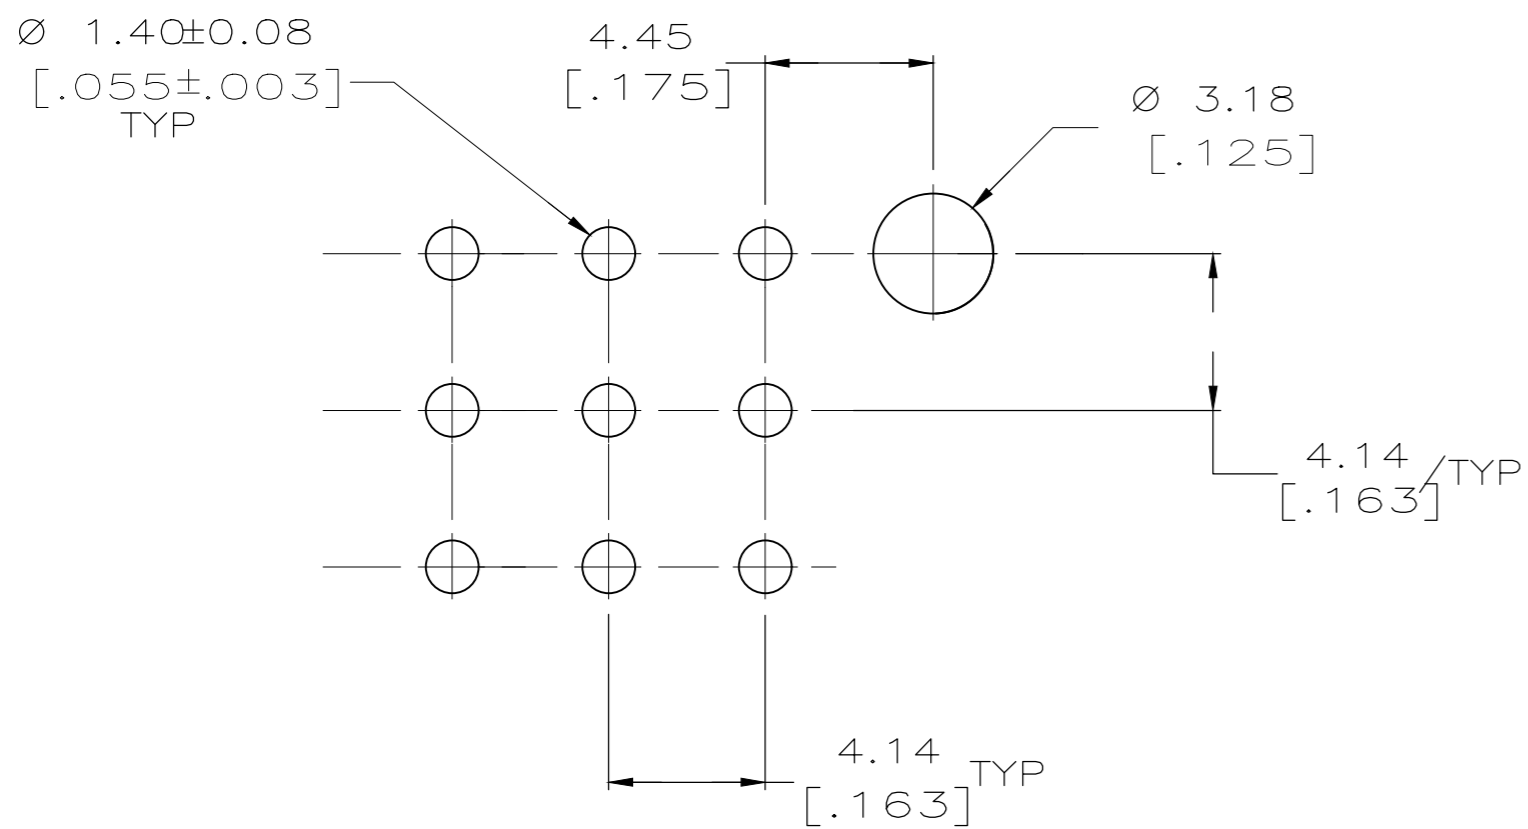 Ø 1.40±0.08
[.055±.003]
TYP
4.45
[.175]
Ø 3.18
[.125]
4.14
[.163]/TYP
4.14
[.163] TYP